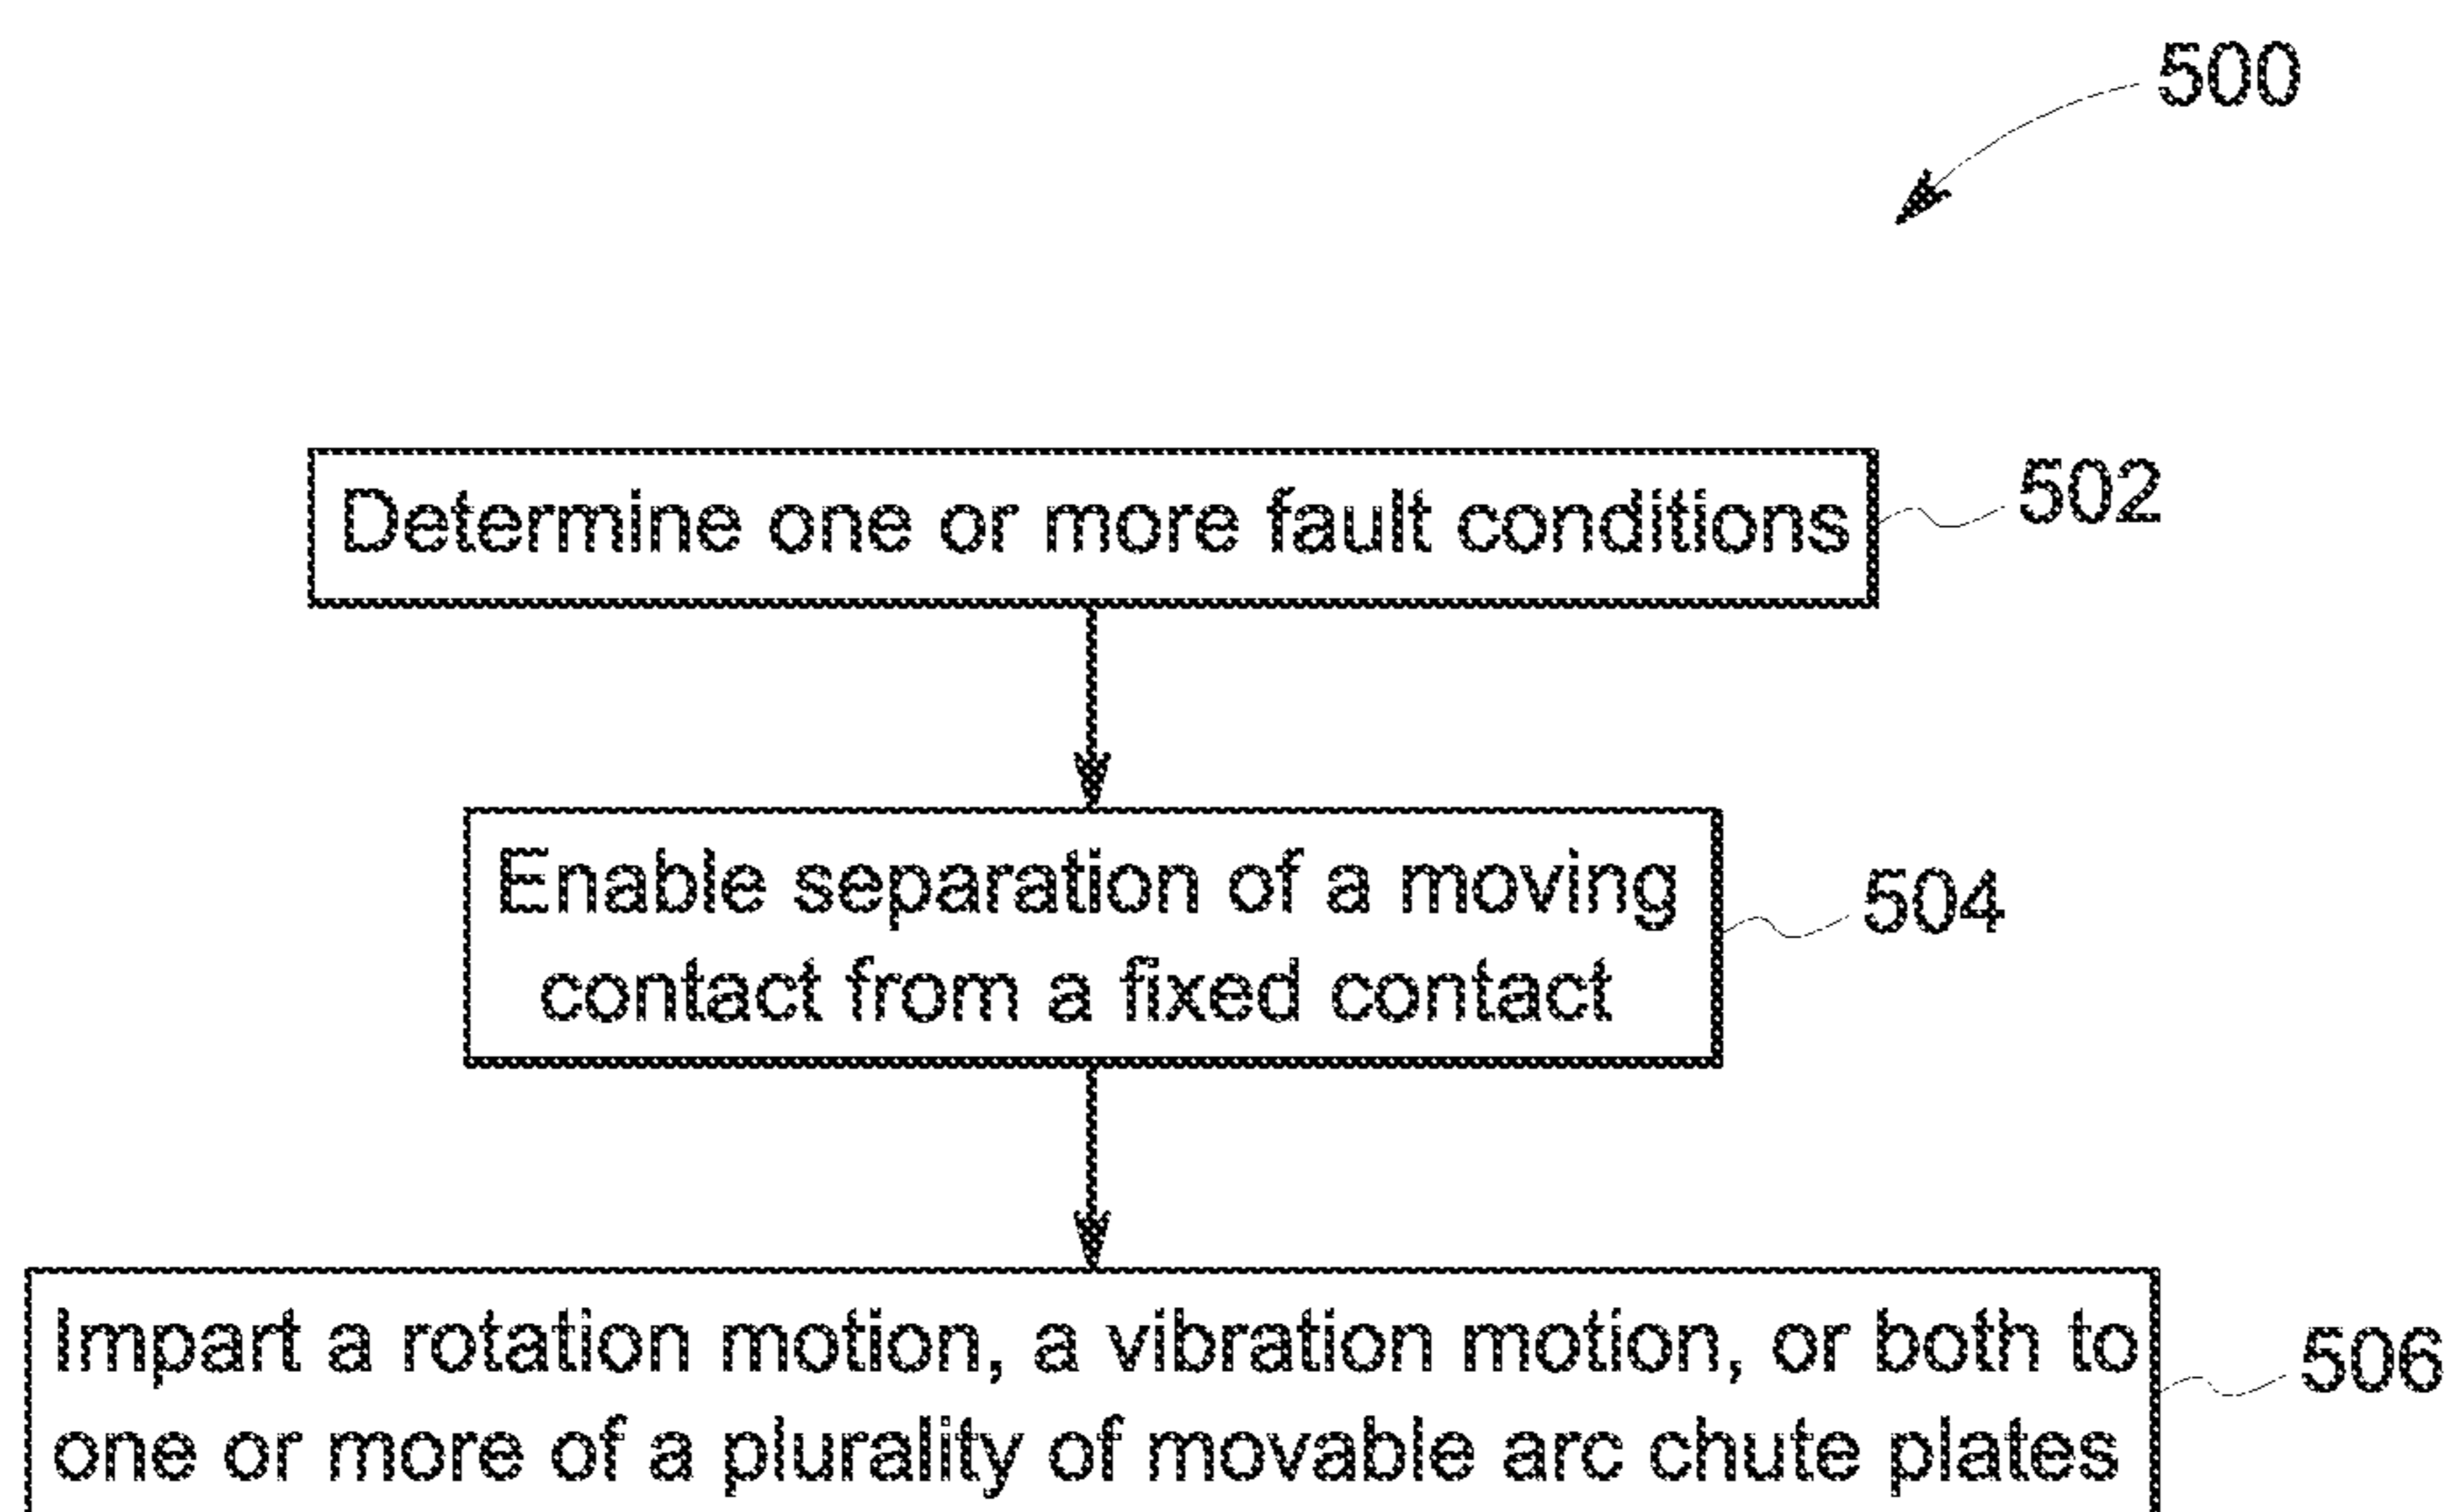 500
Determine one or more fault conditions
502
Enable separation of a moving
contact from a fixed contact
504
Impart a rotation motion, a vibration motion, or both to
one or more of a plurality of movable arc chute plates
506